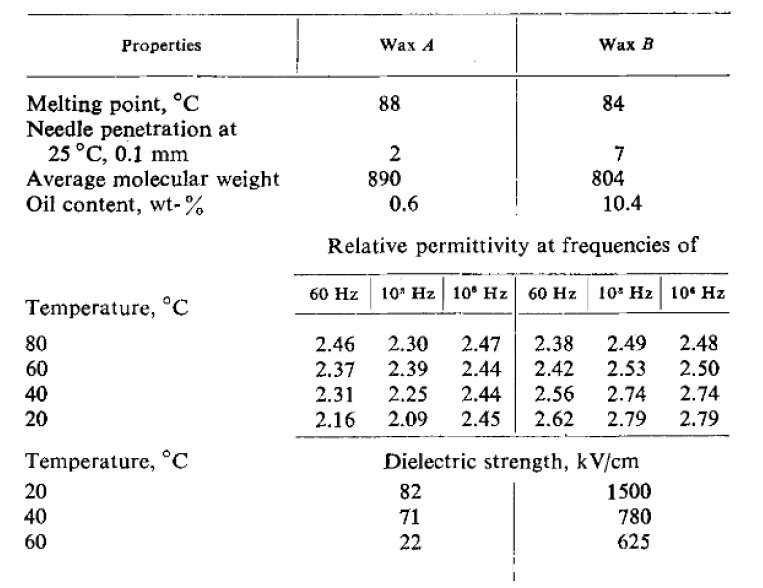 Properties Wax A Wax B
Melting point, °C 88 84
Needle penetration at
25 °C, 0.1 mm 2 7
Average molecular weight 890 804
Oil content, wt-% 0.6 10.4
Relative permittivity at frequencies of
Temperature, °C 60 Hz 10³ Hz 10⁶ Hz 60 Hz 10³ Hz 10⁶ Hz
80 2.46 2.30 2.47 2.38 2.49 2.48
60 2.37 2.39 2.44 2.42 2.53 2.50
40 2.31 2.25 2.44 2.56 2.74 2.74
20 2.16 2.09 2.45 2.62 2.79 2.79
Temperature, °C Dielectric strength, kV/cm
20 82 1500
40 71 780
60 22 625